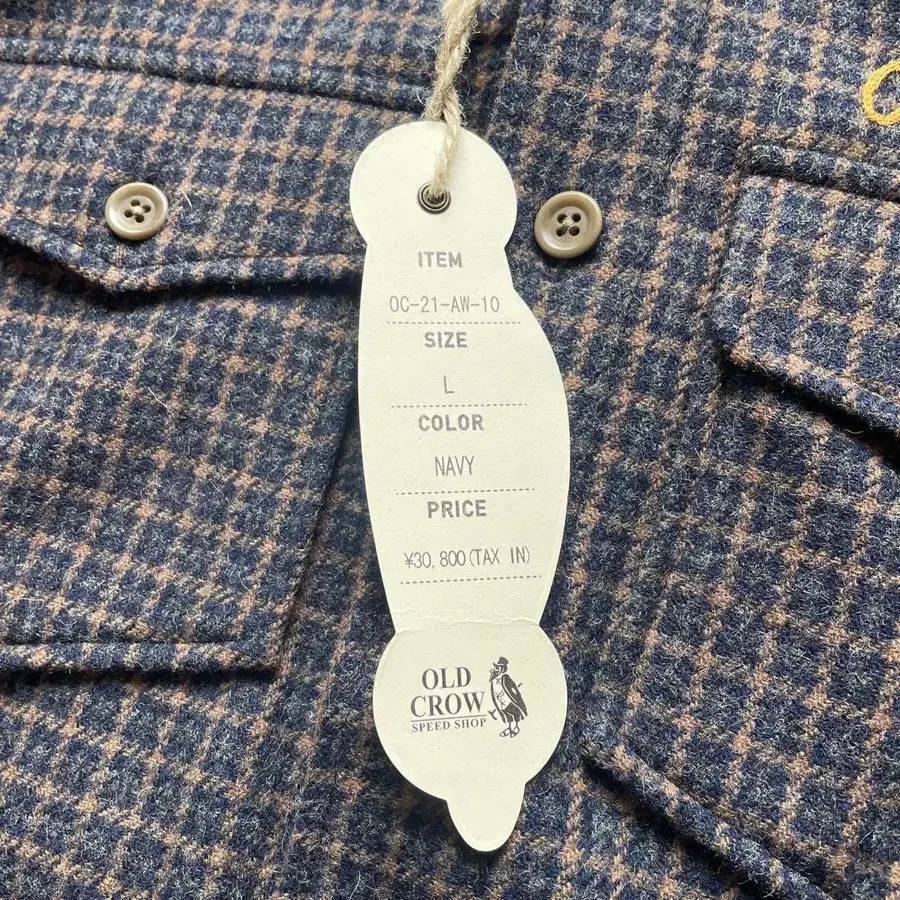 ITEM
OC-21-AW-10
SIZE
L
COLOR
NAVY
PRICE
¥30,800(TAX IN)
OLD
CROW
SPEED SHOP